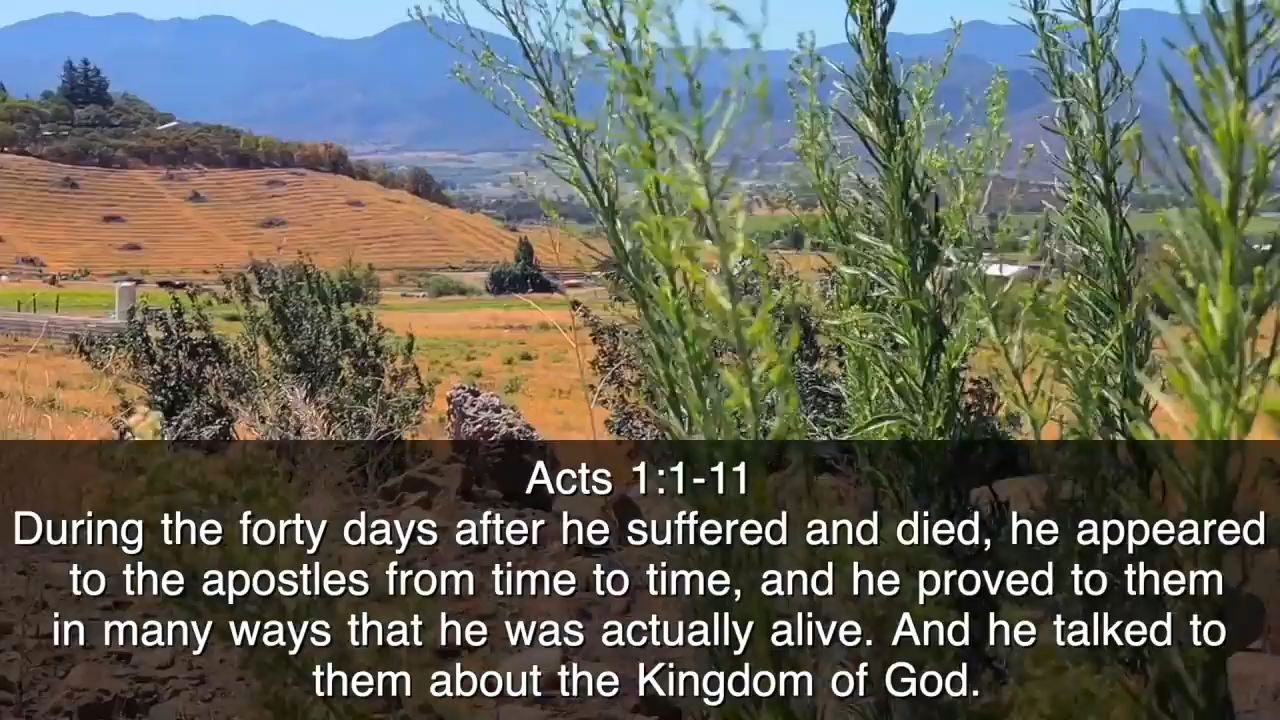 Acts 1:1-11
During the forty days after he suffered and died, he appeared
to the apostles from time to time, and he proved to them
in many ways that he was actually alive. And he talked to
them about the Kingdom of God.